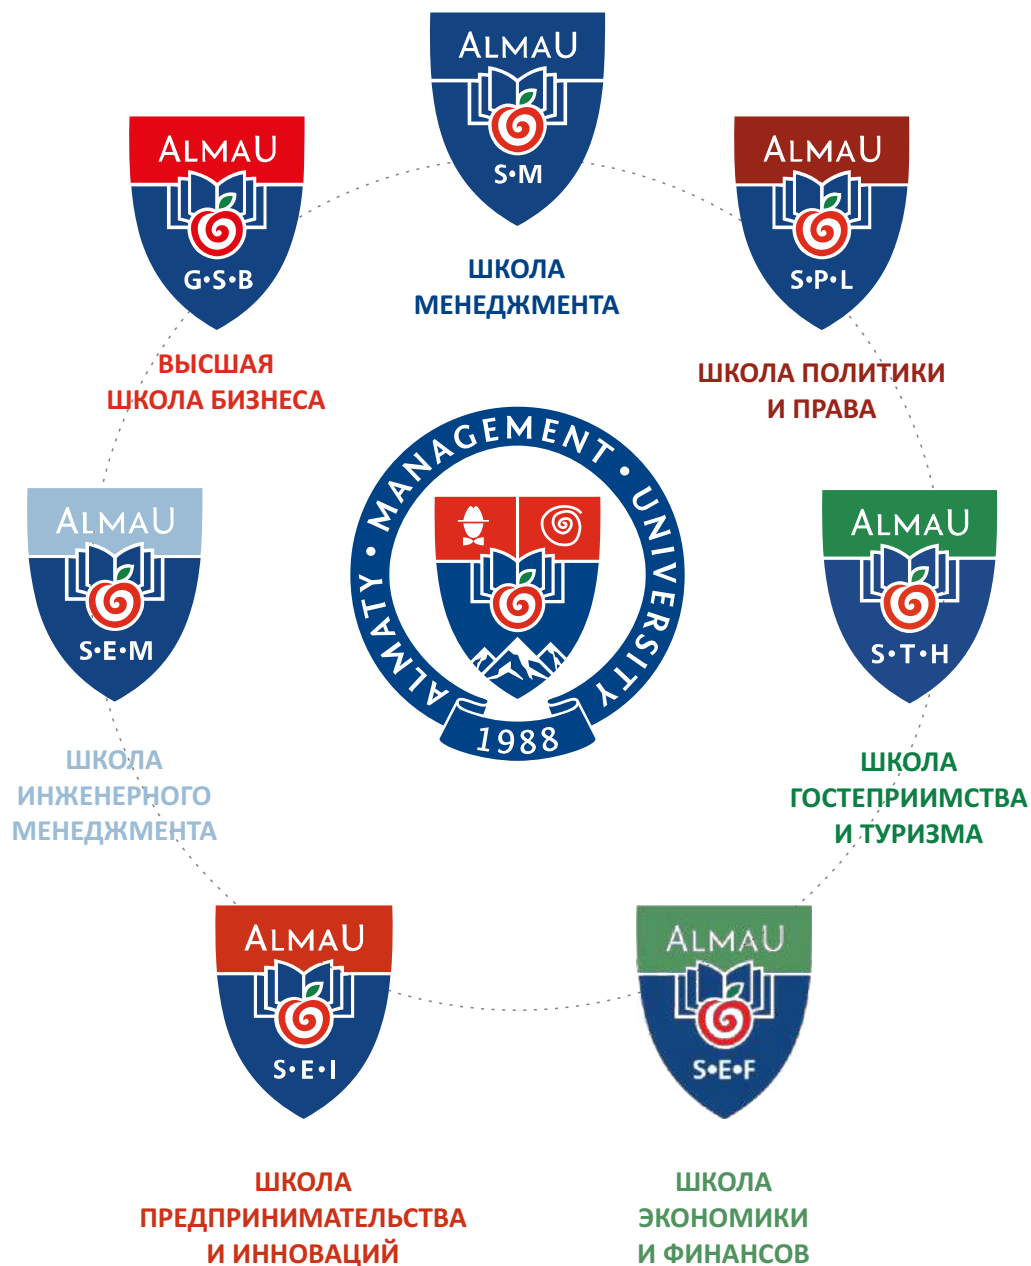 ALMAU
S•M
ШКОЛА
МЕНЕДЖМЕНТА
ALMAU
G•S•B
ВЫСШАЯ
ШКОЛА БИЗНЕСА
ALMAU
S•P•L
ШКОЛА ПОЛИТИКИ
И ПРАВА
ALMATY • MANAGEMENT • UNIVERSITY
1988
ALMAU
S•E•M
ШКОЛА
ИНЖЕНЕРНОГО
МЕНЕДЖМЕНТА
ALMAU
S•T•H
ШКОЛА
ГОСТЕПРИИМСТВА
И ТУРИЗМА
ALMAU
S•E•I
ШКОЛА
ПРЕДПРИНИМАТЕЛЬСТВА
И ИННОВАЦИЙ
ALMAU
S•E•F
ШКОЛА
ЭКОНОМИКИ
И ФИНАНСОВ